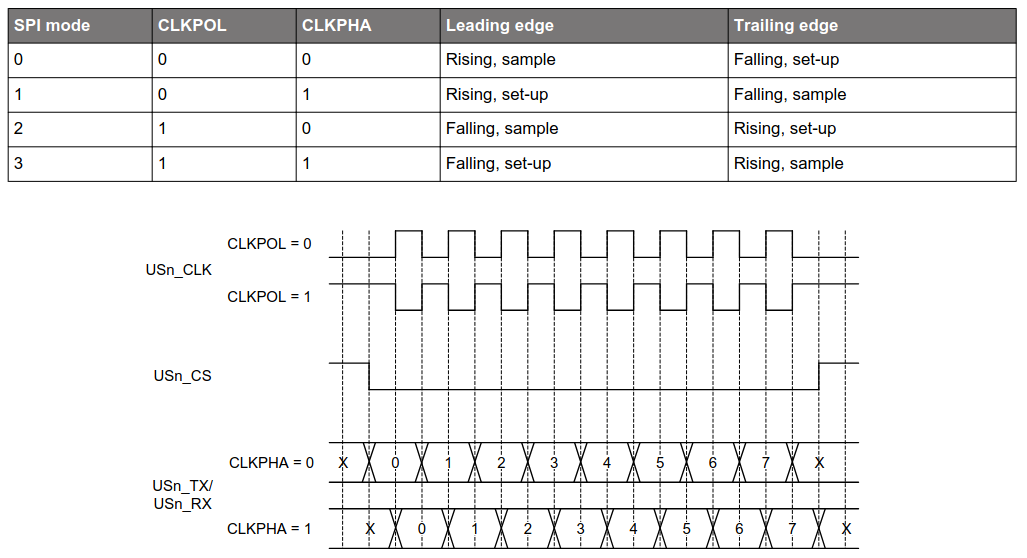 SPI mode CLKPOL CLKPHA Leading edge Trailing edge
0 0 0 Rising, sample Falling, set-up
1 0 1 Rising, set-up Falling, sample
2 1 0 Falling, sample Rising, set-up
3 1 1 Falling, set-up Rising, sample
CLKPOL = 0
USn_CLK
CLKPOL = 1
USn_CS
CLKPHA = 0 X 0 1 2 3 4 5 6 7 X
USn_TX/
USn_RX
CLKPHA = 1 X 0 1 2 3 4 5 6 7 X